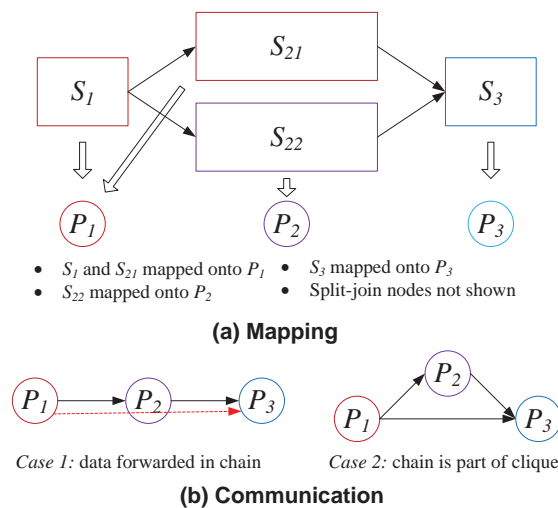 S21
S1
S3
S22
P1
P2
P3
• S1 and S21 mapped onto P1
• S3 mapped onto P3
• S22 mapped onto P2
• Split-join nodes not shown
(a) Mapping
P1
P2
P3
P2
P1
P3
Case 1: data forwarded in chain
Case 2: chain is part of clique
(b) Communication